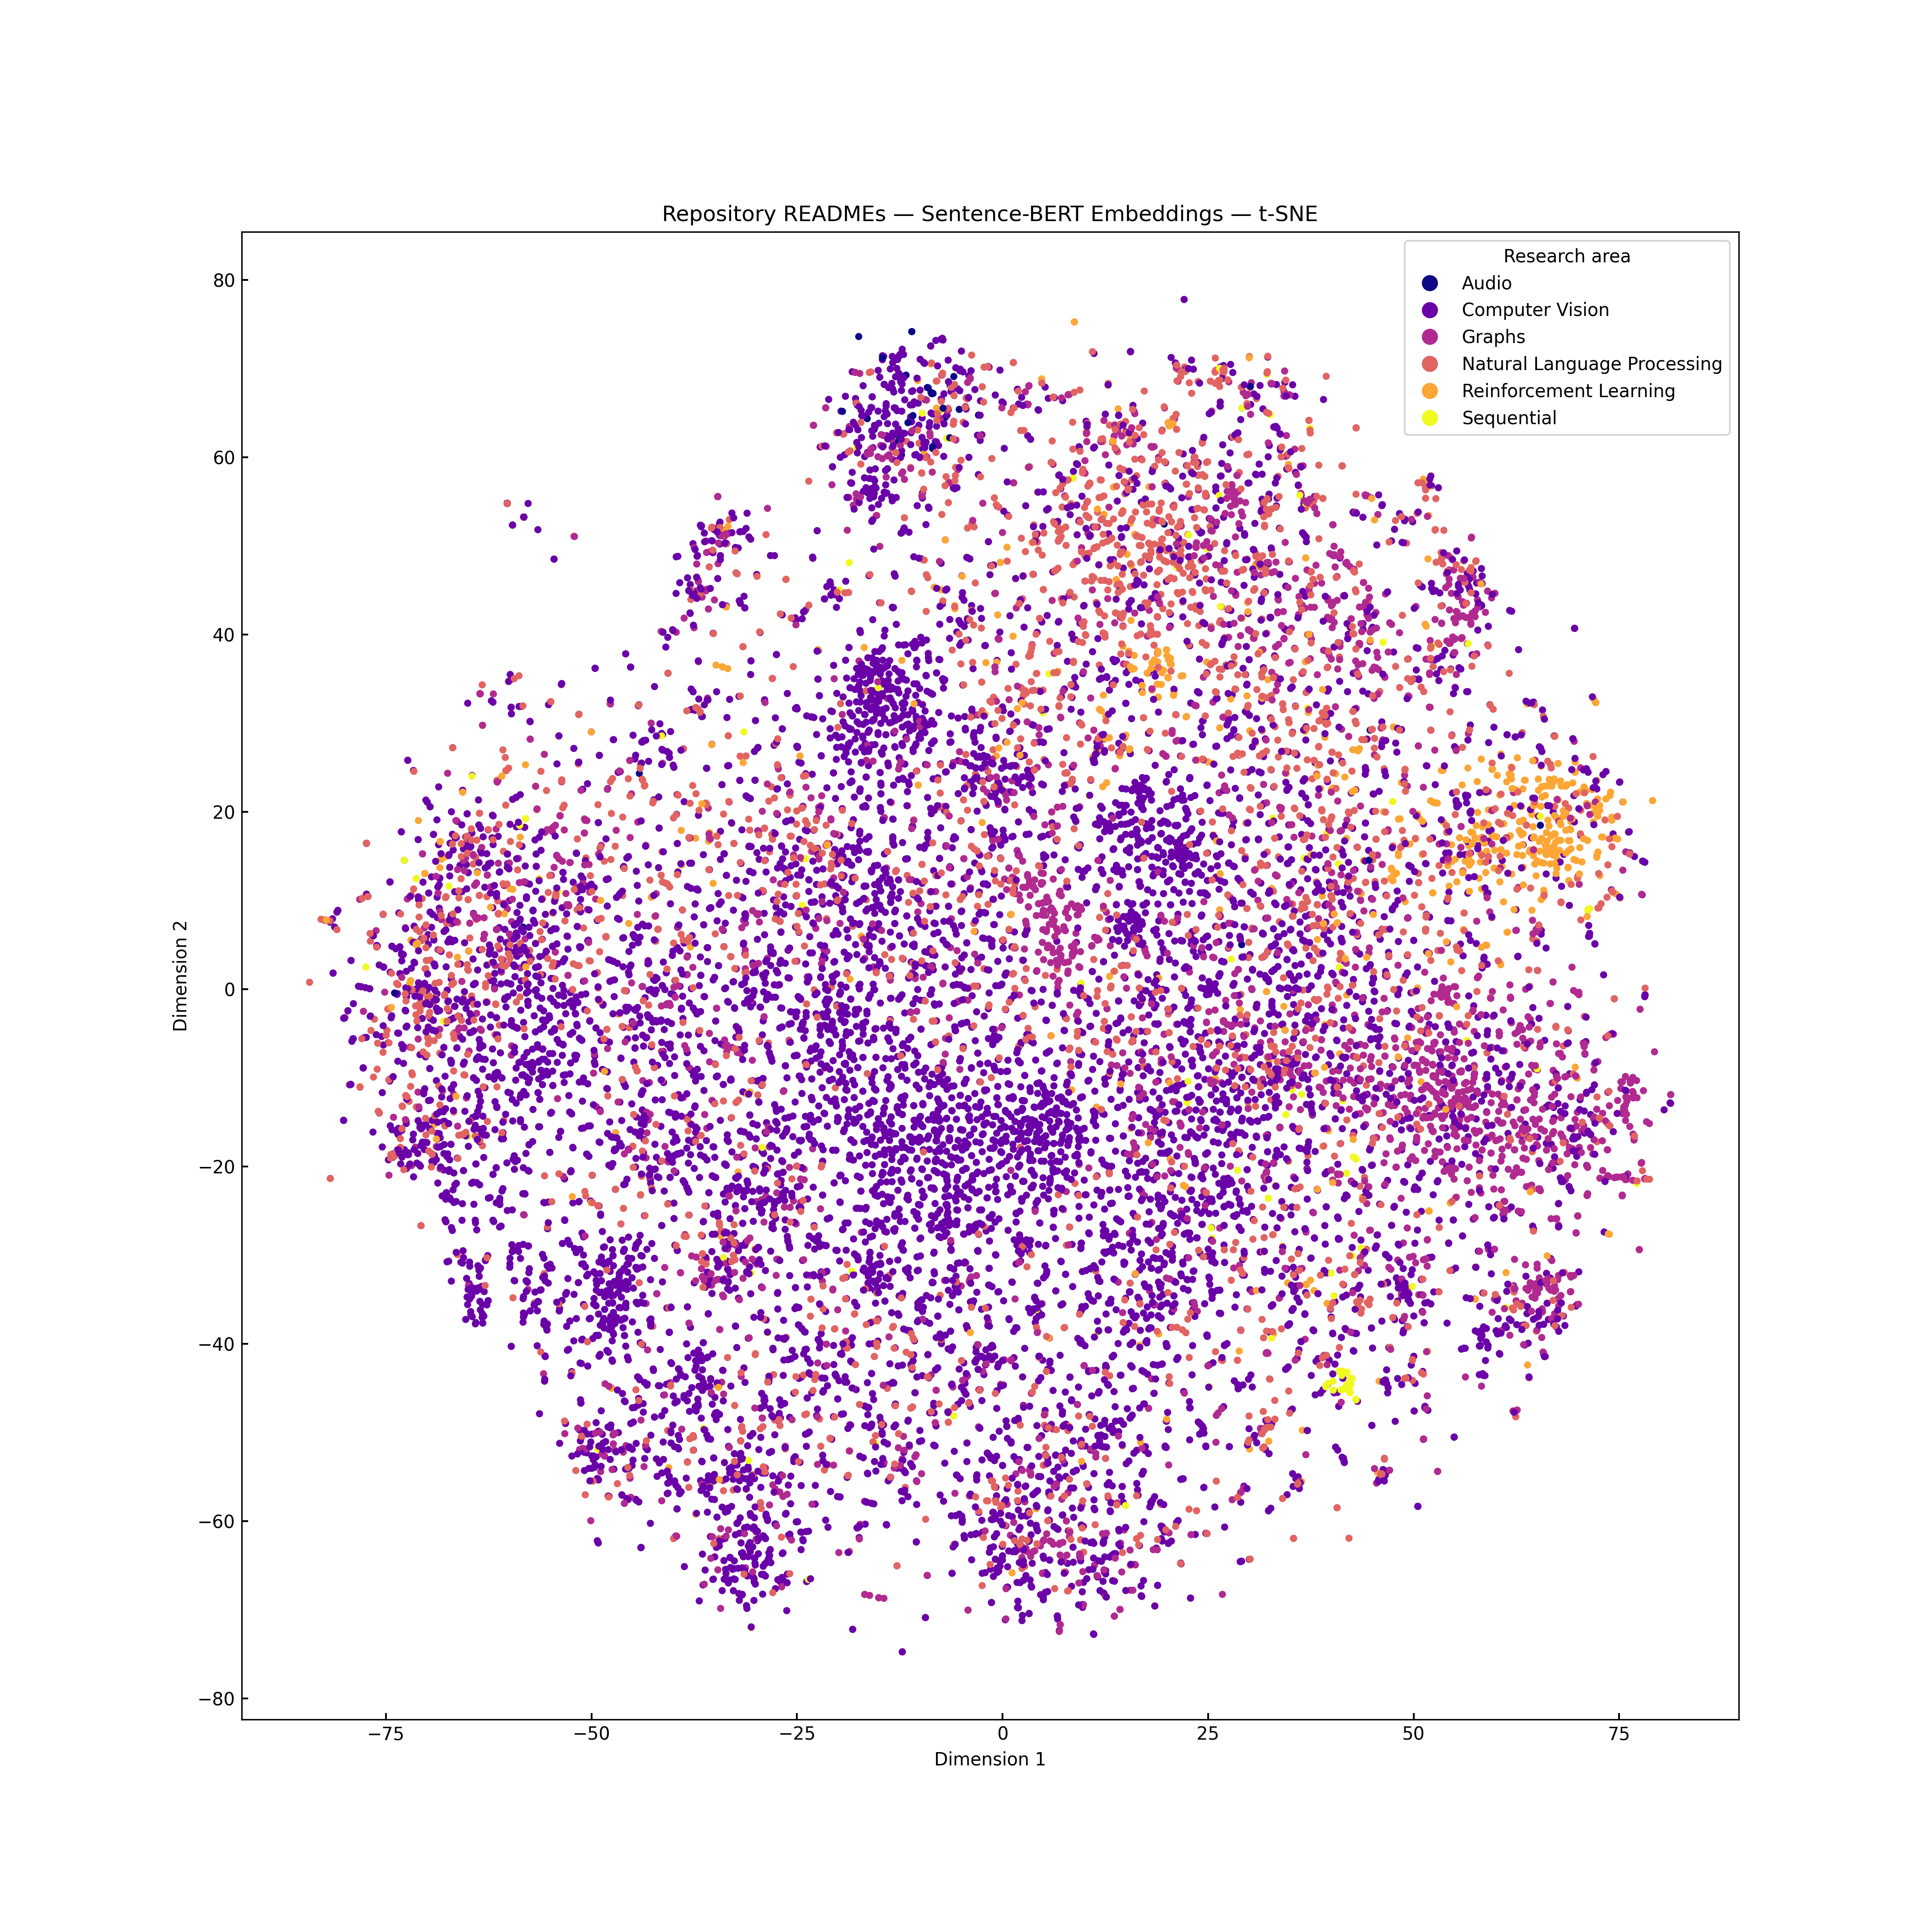 Repository READMEs — Sentence-BERT Embeddings — t-SNE
Research area
Audio
Computer Vision
Graphs
Natural Language Processing
Reinforcement Learning
Sequential
80
60
40
20
0
−20
−40
−60
−80
Dimension 2
−75
−50
−25
0
25
50
75
Dimension 1